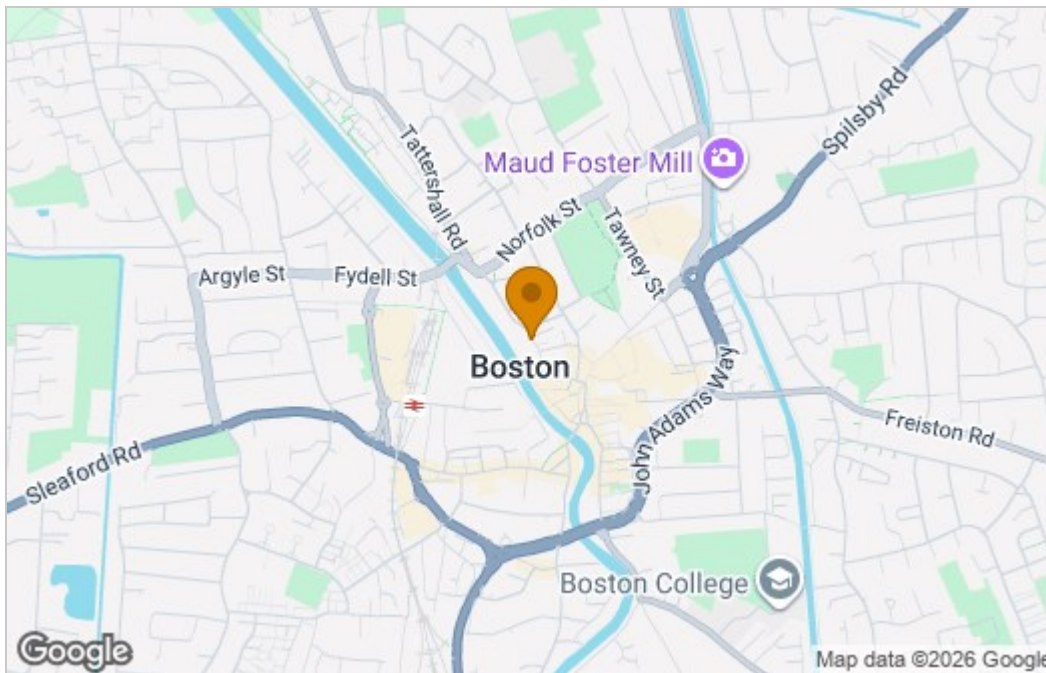 Spilsby Rd
Maud Foster Mill
Tattershall Rd
Norfolk St
Tawney St
Argyle St
Fydell St
Boston
John Adams Way
Freiston Rd
Sleaford Rd
Boston College
Google
Map data ©2026 Google